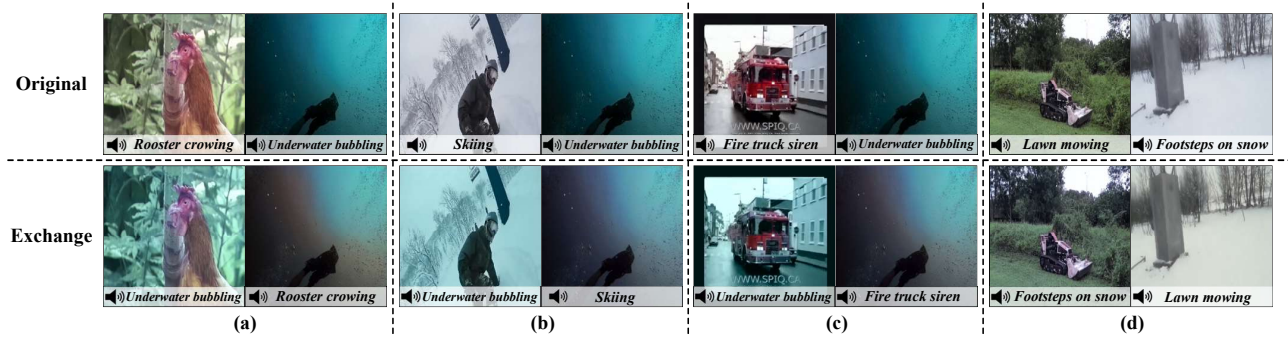 Original
Rooster crowing
Underwater bubbling
Skiing
Underwater bubbling
Fire truck siren
Underwater bubbling
Lawn mowing
Footsteps on snow
WWW.SPIQ.CA
Exchange
Underwater bubbling
Rooster crowing
Underwater bubbling
Skiing
Underwater bubbling
Fire truck siren
Footsteps on snow
Lawn mowing
WWW.SPIQ.CA
(a)
(b)
(c)
(d)